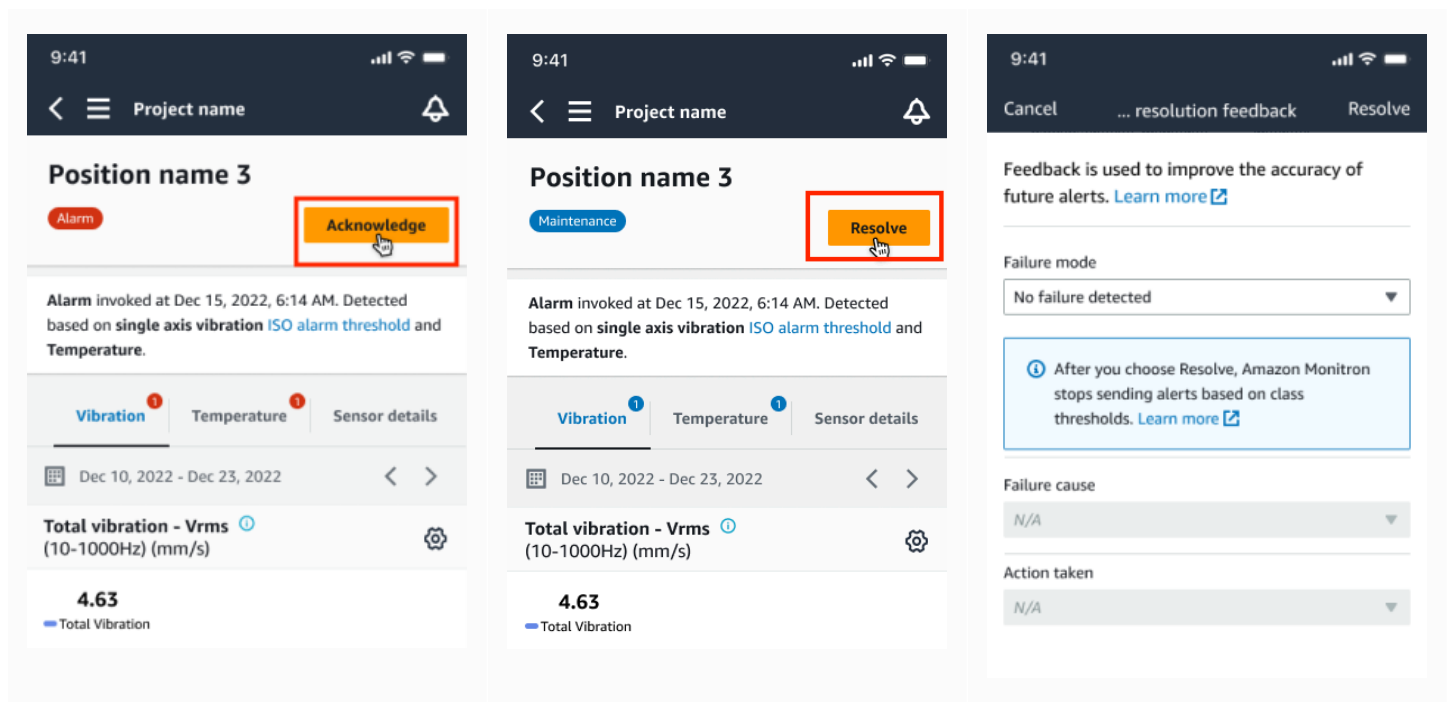 9:41
Project name
Position name 3
Alarm
Acknowledge
Alarm invoked at Dec 15, 2022, 6:14 AM. Detected
based on single axis vibration ISO alarm threshold and
Temperature.
Vibration 1
Temperature 1
Sensor details
Dec 10, 2022 - Dec 23, 2022
Total vibration - Vrms
(10-1000Hz) (mm/s)
4.63
Total Vibration
9:41
Project name
Position name 3
Maintenance
Resolve
Alarm invoked at Dec 15, 2022, 6:14 AM. Detected
based on single axis vibration ISO alarm threshold and
Temperature.
Vibration 1
Temperature 1
Sensor details
Dec 10, 2022 - Dec 23, 2022
Total vibration - Vrms
(10-1000Hz) (mm/s)
4.63
Total Vibration
9:41
Cancel ... resolution feedback Resolve
Feedback is used to improve the accuracy of
future alerts. Learn more
Failure mode
No failure detected
After you choose Resolve, Amazon Monitron
stops sending alerts based on class
thresholds. Learn more
Failure cause
N/A
Action taken
N/A